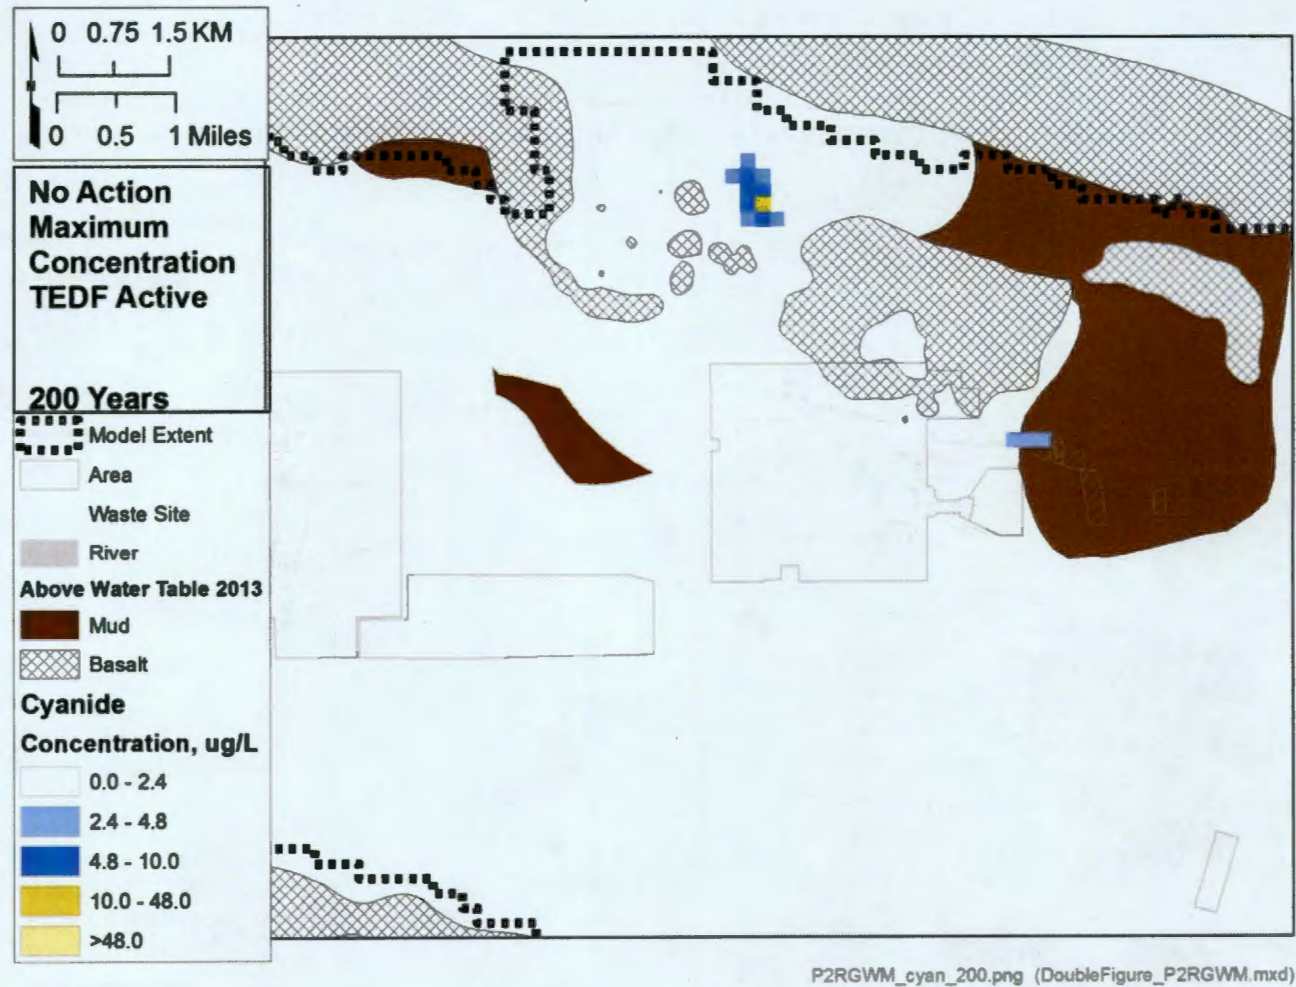 0 0.75 1.5 KM
N
0 0.5 1 Miles
No Action
Maximum
Concentration
TEDF Active
200 Years
Model Extent
Area
Waste Site
River
Above Water Table 2013
Mud
Basalt
Cyanide
Concentration, ug/L
0.0 - 2.4
2.4 - 4.8
4.8 - 10.0
10.0 - 48.0
>48.0
P2RGWM_cyan_200.png (DoubleFigure_P2RGWM.mxd)